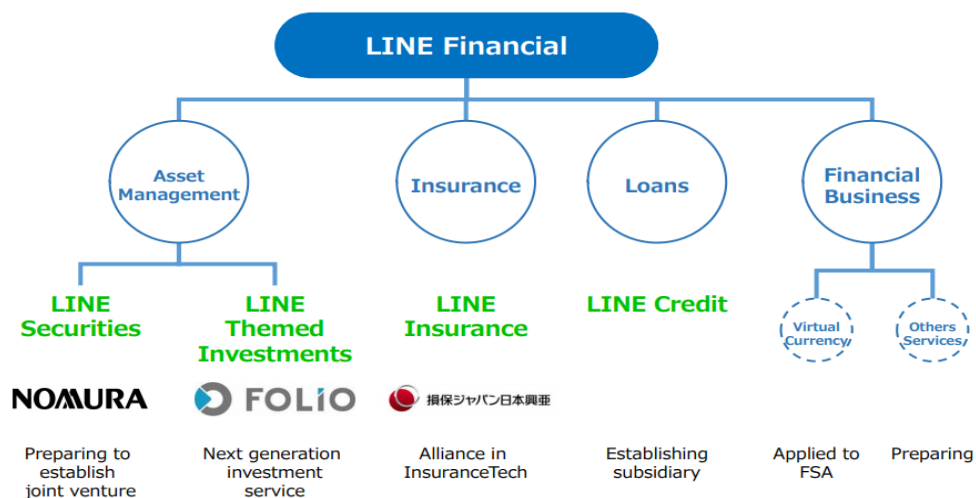 LINE Financial
Asset
Management
Insurance
Loans
Financial
Business
LINE
Securities
LINE
Themed
Investments
LINE
Insurance
LINE Credit
Virtual
Currency
Others
Services
NOMURA
FOLIO
損保ジャパン日本興亜
Preparing to
establish
joint venture
Next generation
investment
service
Alliance in
InsuranceTech
Establishing
subsidiary
Applied to
FSA
Preparing